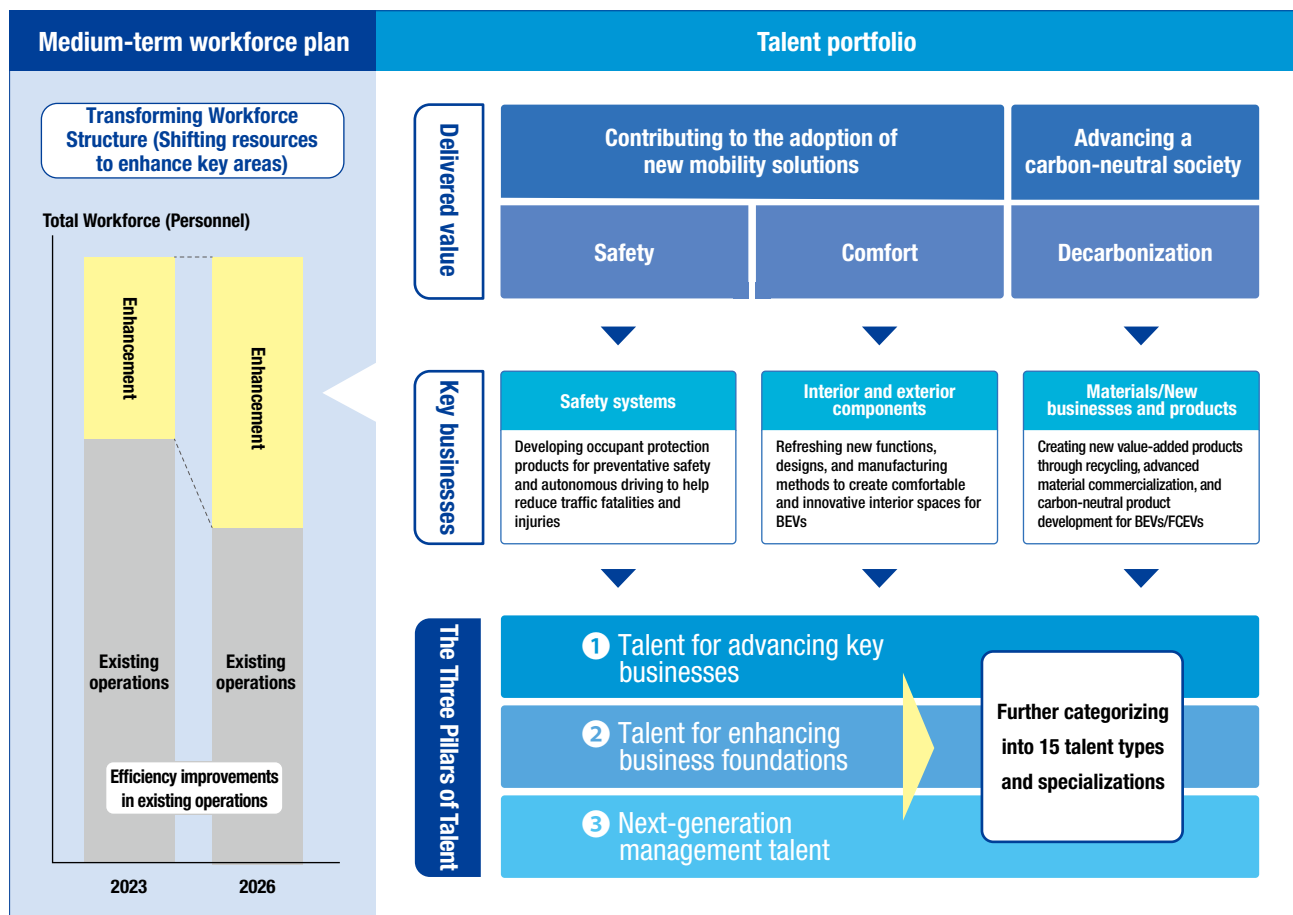 Medium-term workforce plan
Transforming Workforce
Structure (Shifting resources
to enhance key areas)
Total Workforce (Personnel)
Enhancement
Enhancement
Existing
operations
Existing
operations
Efficiency improvements
in existing operations
2023
2026
Talent portfolio
Delivered value
Contributing to the adoption of
new mobility solutions
Advancing a
carbon-neutral society
Safety
Comfort
Decarbonization
Key businesses
Safety systems
Developing occupant protection
products for preventative safety
and autonomous driving to help
reduce traffic fatalities and
injuries
Interior and exterior
components
Refreshing new functions,
designs, and manufacturing
methods to create comfortable
and innovative interior spaces for
BEVs
Materials/New
businesses and products
Creating new value-added products
through recycling, advanced
material commercialization, and
carbon-neutral product
development for BEVs/FCEVs
The Three Pillars of Talent
1 Talent for advancing key
businesses
2 Talent for enhancing
business foundations
3 Next-generation
management talent
Further categorizing
into 15 talent types
and specializations